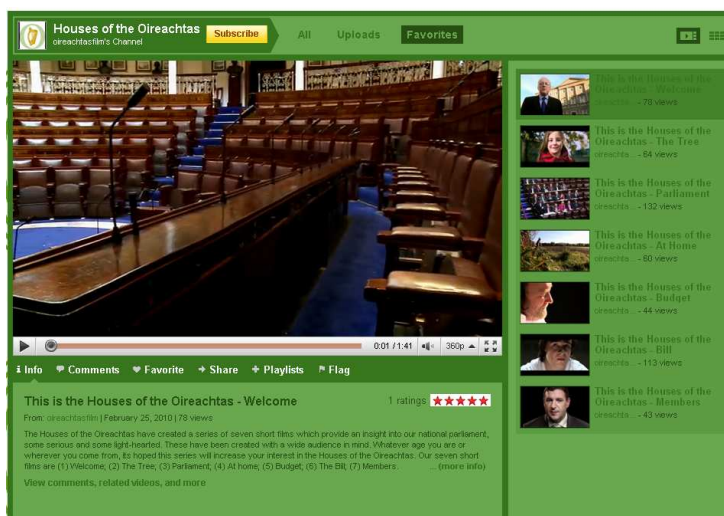 Houses of the Oireachtas
oireachtasfilm's Channel
Subscribe
All
Uploads
Favorites
0:01 / 1:41
360p
Info
Comments
Favorite
Share
Playlists
Flag
This is the Houses of the Oireachtas - Welcome
1 ratings
From: oireachtasfilm | February 25, 2010 | 78 views
The Houses of the Oireachtas have created a series of seven short films which provide an insight into our national parliament,
some serious and some light-hearted. These have been created with a wide audience in mind. Whatever age you are or
wherever you come from, its hoped this series will increase your interest in the Houses of the Oireachtas. Our seven short
films are (1) Welcome; (2) The Tree; (3) Parliament; (4) At home; (5) Budget; (6) The Bill; (7) Members. ... (more info)
View comments, related videos, and more
This is the Houses of the
Oireachtas - Welcome
oireachta... - 78 views
This is the Houses of the
Oireachtas - The Tree
oireachta... - 64 views
This is the Houses of the
Oireachtas - Parliament
oireachta... - 132 views
This is the Houses of the
Oireachtas - At Home
oireachta... - 60 views
This is the Houses of the
Oireachtas - Budget
oireachta... - 44 views
This is the Houses of the
Oireachtas - Bill
oireachta... - 113 views
This is the Houses of the
Oireachtas - Members
oireachta... - 43 views